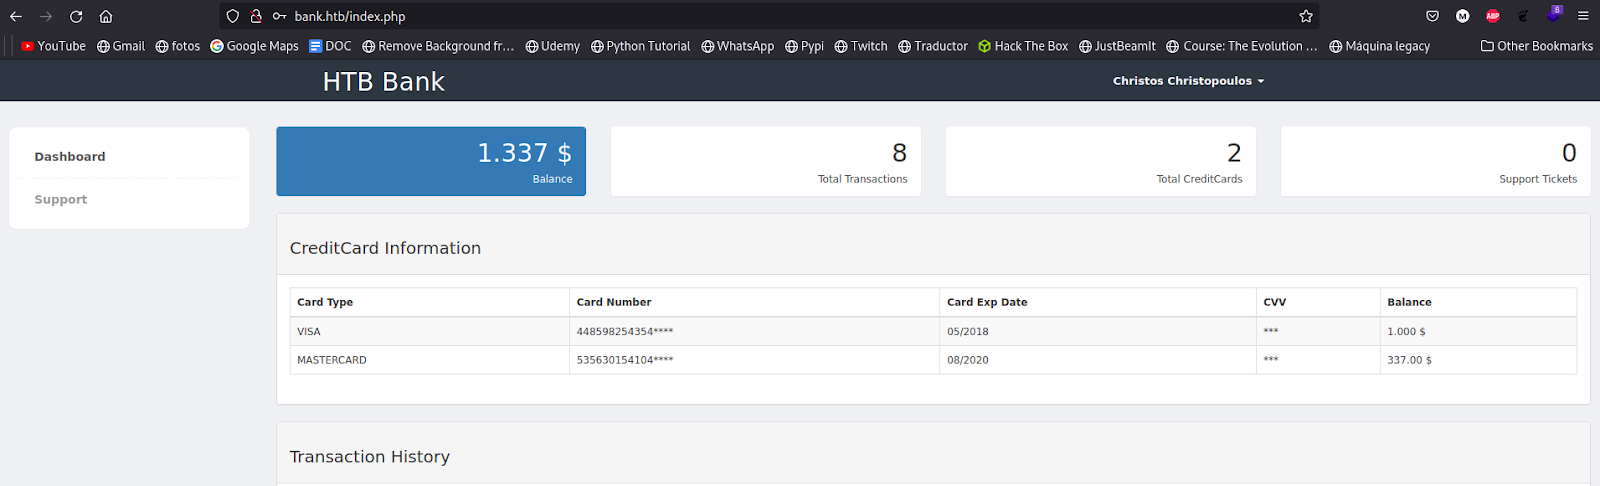 bank.htb/index.php
8
YouTube Gmail fotos Google Maps DOC Remove Background fr... Udemy Python Tutorial WhatsApp Pypi Twitch Traductor Hack The Box JustBeamIt Course: The Evolution ... Máquina legacy Other Bookmarks
HTB Bank Christos Christopoulos
Dashboard
Support
1.337 $
Balance
8
Total Transactions
2
Total CreditCards
0
Support Tickets
CreditCard Information
Card Type Card Number Card Exp Date CVV Balance
VISA 448598254354**** 05/2018 *** 1.000 $
MASTERCARD 535630154104**** 08/2020 *** 337.00 $
Transaction History